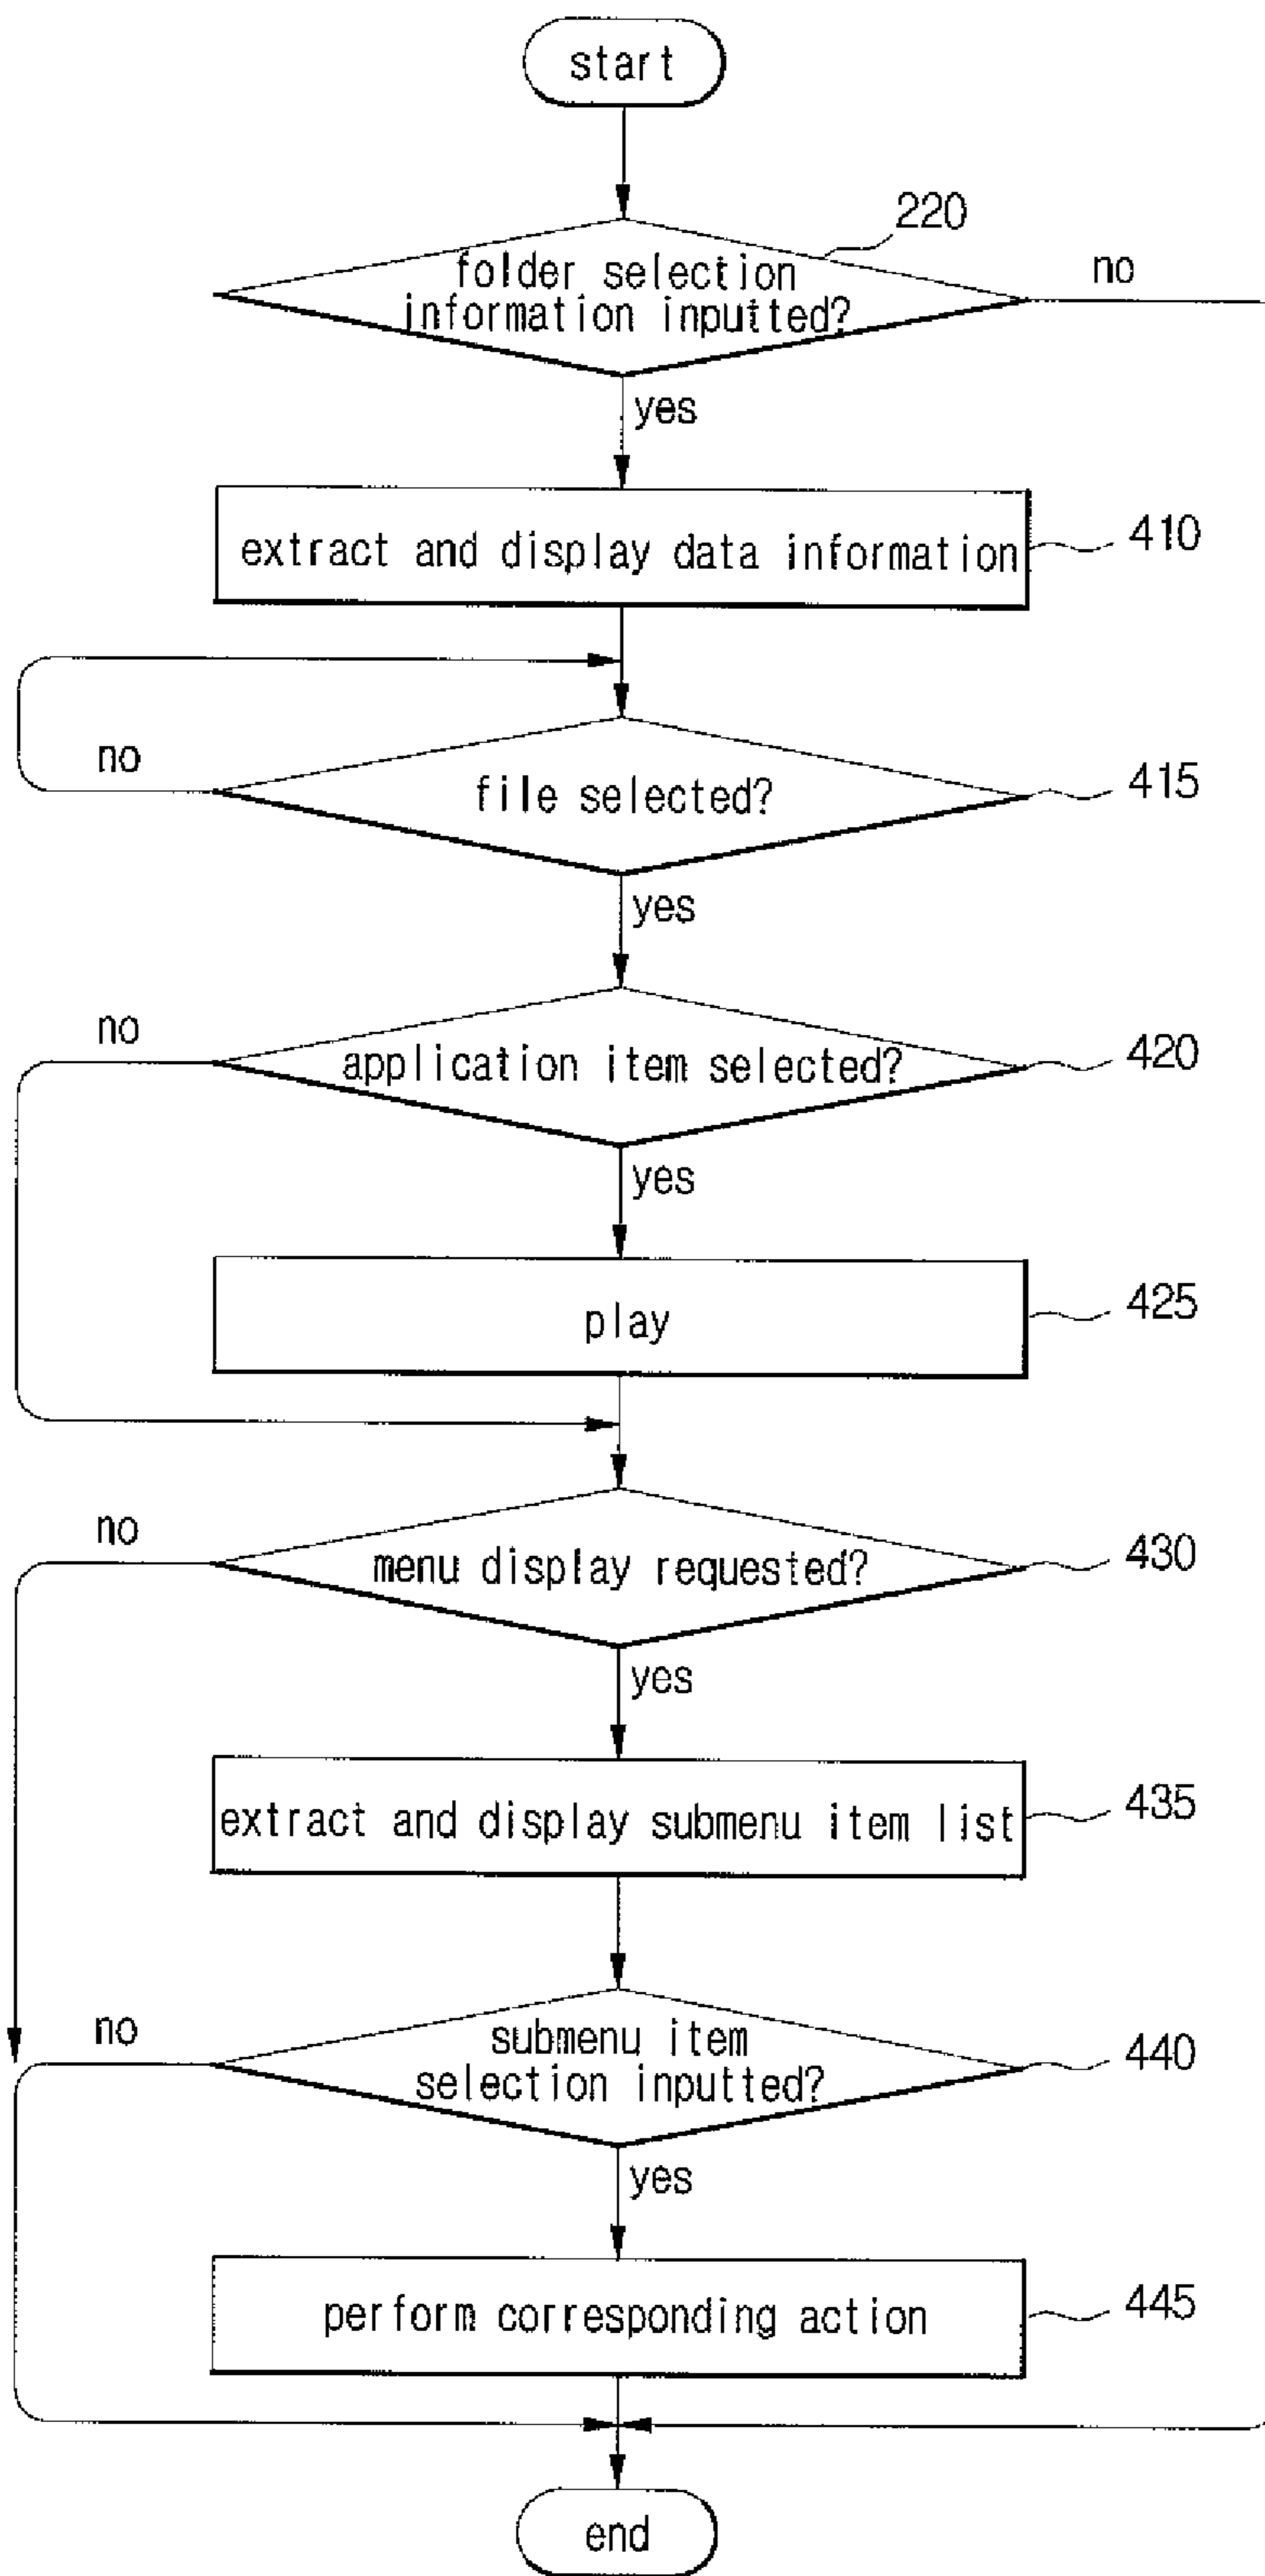 start
220
folder selection
information inputted?
no
yes
extract and display data information
410
no
file selected?
415
yes
no
application item selected?
420
yes
play
425
no
menu display requested?
430
yes
extract and display submenu item list
435
no
submenu item
selection inputted?
440
yes
perform corresponding action
445
end